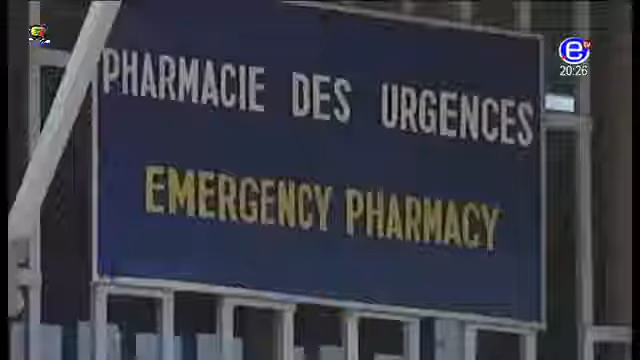 PHARMACIE DES URGENCES
EMERGENCY PHARMACY
e
20:26